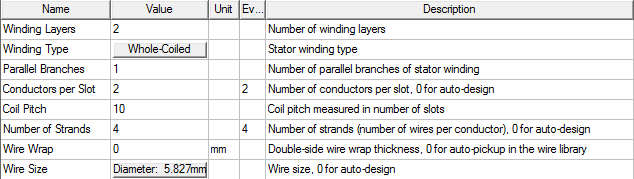 Name Value Unit Ev... Description
Winding Layers 2 Number of winding layers
Winding Type Whole-Coiled Stator winding type
Parallel Branches 1 Number of parallel branches of stator winding
Conductors per Slot 2 2 Number of conductors per slot, 0 for auto-design
Coil Pitch 10 Coil pitch measured in number of slots
Number of Strands 4 4 Number of strands (number of wires per conductor), 0 for auto-design
Wire Wrap 0 mm Double-side wire wrap thickness, 0 for auto-pickup in the wire library
Wire Size Diameter: 5.827mm Wire size, 0 for auto-design